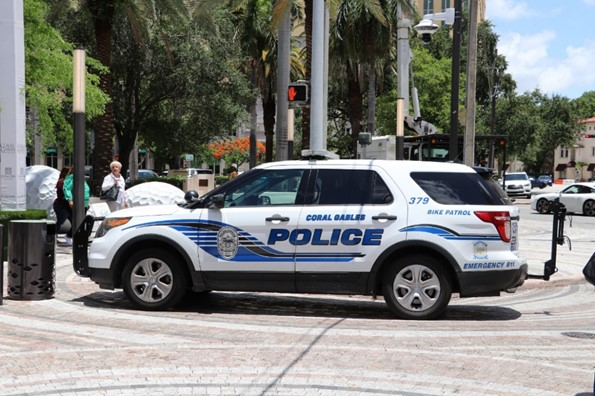 379
BIKE PATROL
CORAL GABLES
POLICE
EMERGENCY 911